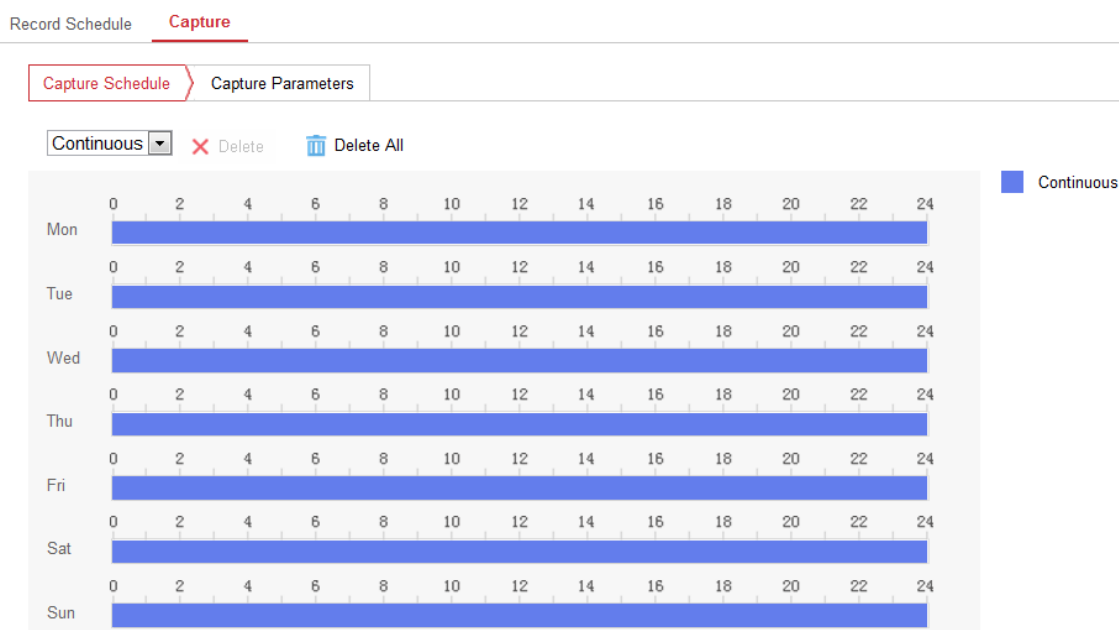 Record Schedule Capture
Capture Schedule Capture Parameters
Continuous Delete Delete All
Continuous
0 2 4 6 8 10 12 14 16 18 20 22 24
Mon
0 2 4 6 8 10 12 14 16 18 20 22 24
Tue
0 2 4 6 8 10 12 14 16 18 20 22 24
Wed
0 2 4 6 8 10 12 14 16 18 20 22 24
Thu
0 2 4 6 8 10 12 14 16 18 20 22 24
Fri
0 2 4 6 8 10 12 14 16 18 20 22 24
Sat
0 2 4 6 8 10 12 14 16 18 20 22 24
Sun